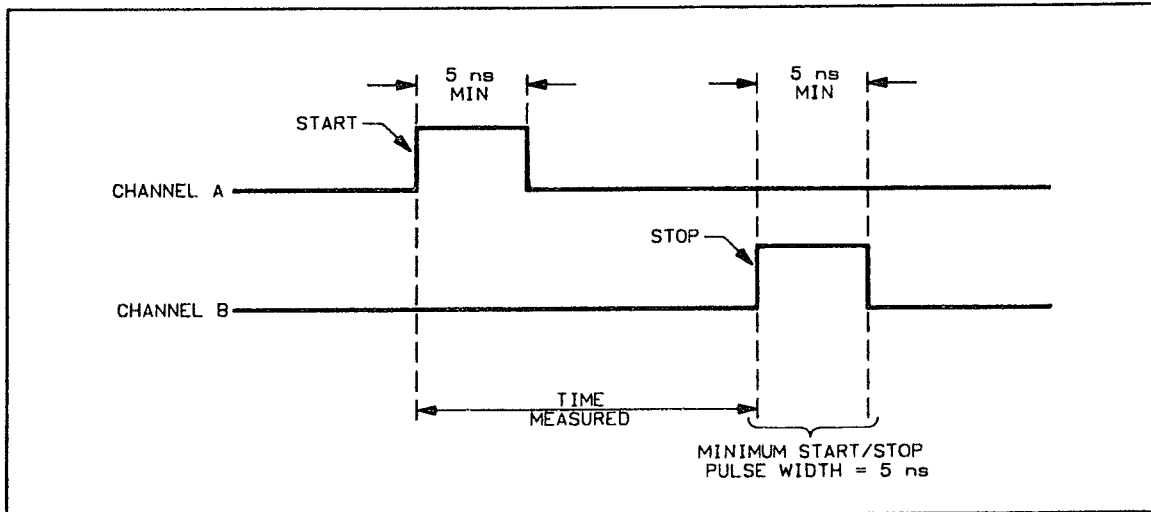 5 ns
MIN
5 ns
MIN
START
CHANNEL A
STOP
CHANNEL B
TIME
MEASURED
MINIMUM START/STOP
PULSE WIDTH = 5 ns